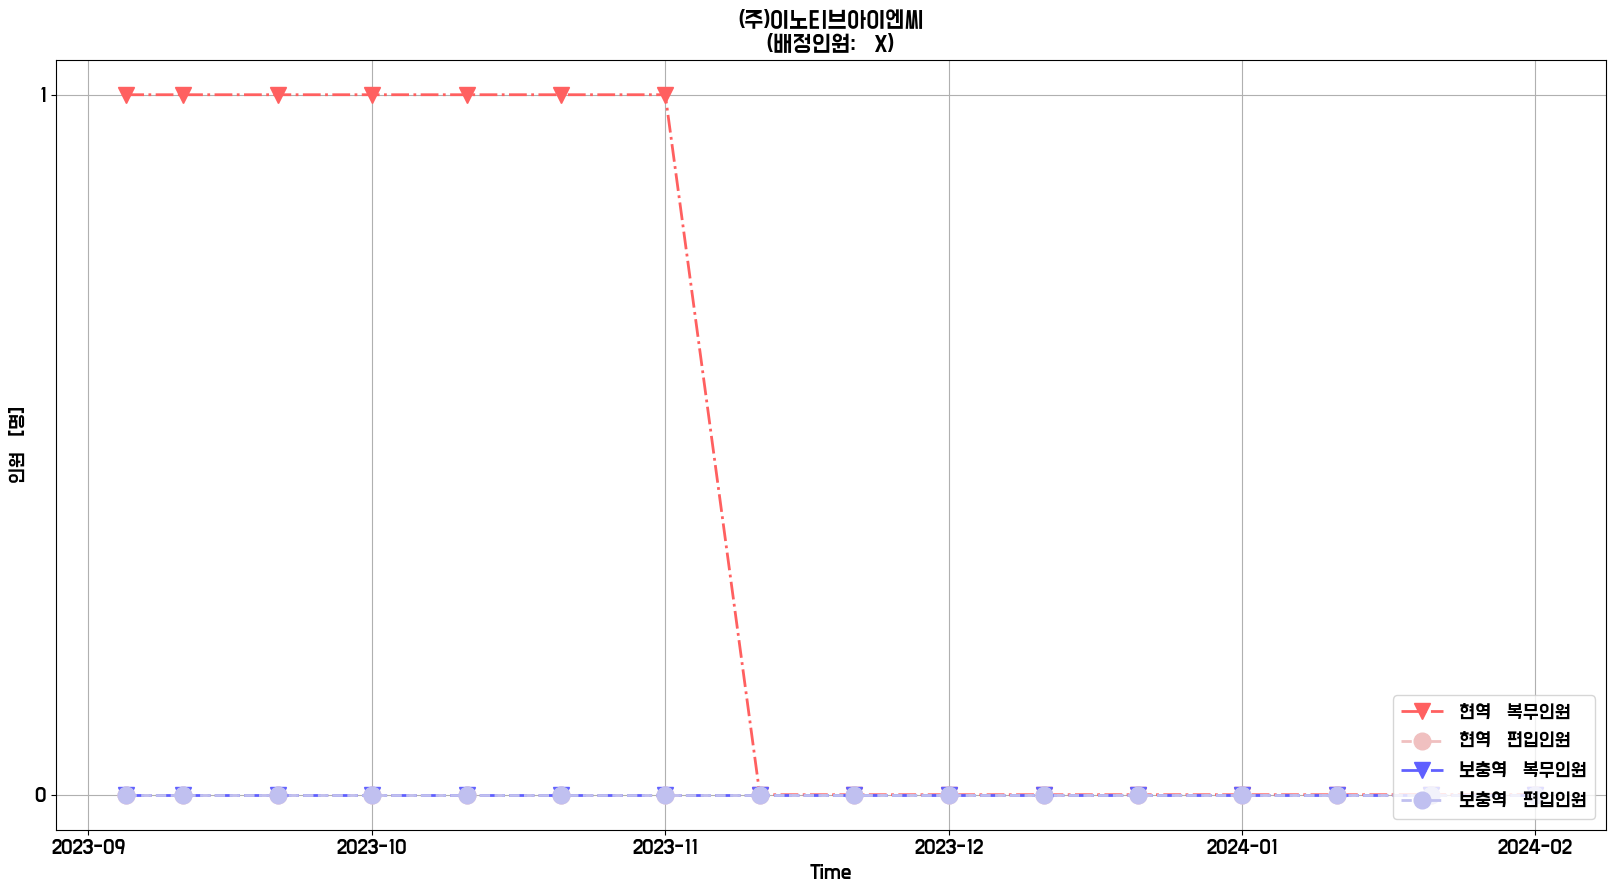 (주)이노티브아이엔씨
(배정인원: X)
1
인원 [명]
0
현역 복무인원
현역 편입인원
보충역 복무인원
보충역 편입인원
2023-09 2023-10 2023-11 2023-12 2024-01 2024-02
Time